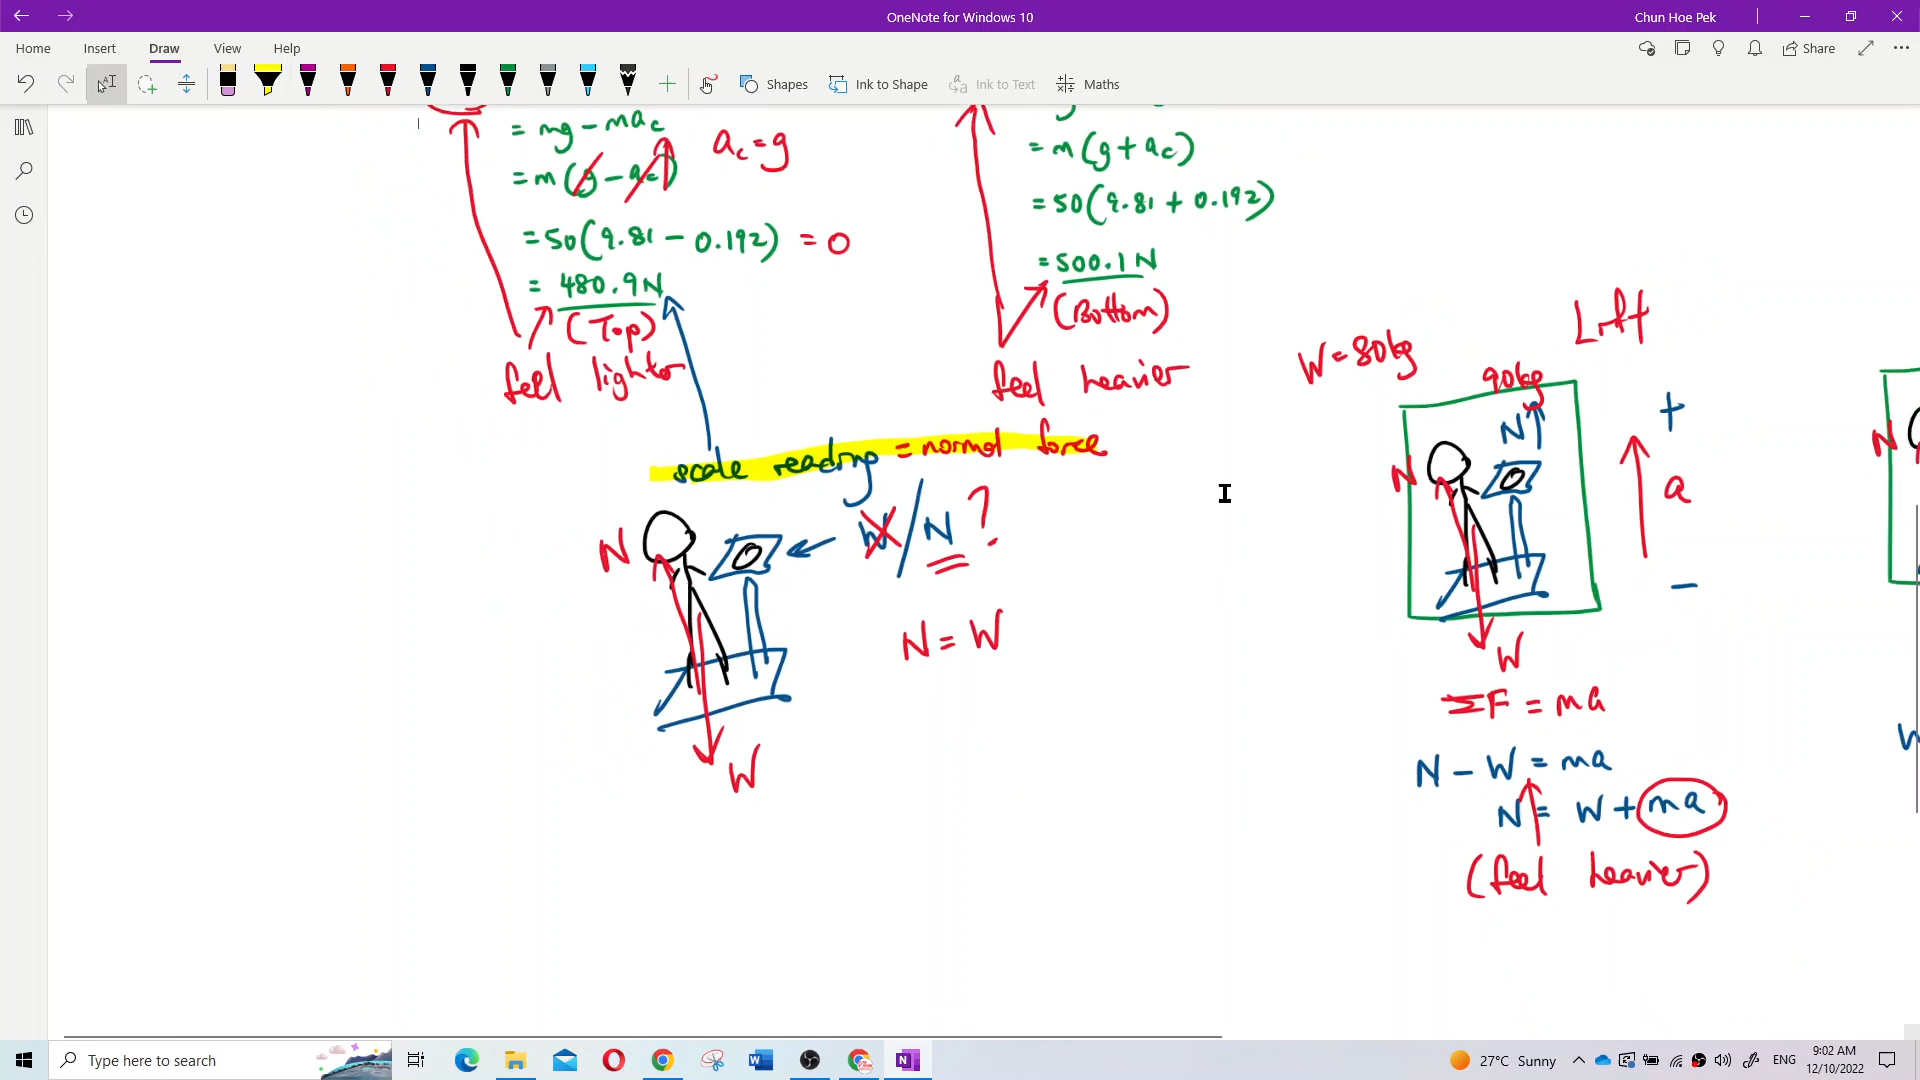 OneNote for Windows 10
Chun Hoe Pek
Home Insert Draw View Help
Share
Shapes
Ink to Shape
Ink to Text
Maths
= mg - mac
= m(g - ac)
ac = g
= 50(9.81 - 0.192) = 0
= 480.9N
(Top)
feel lighter
= m(g + ac)
= 50(9.81 + 0.192)
= 500.1N
(Bottom)
feel heavier
scale reading = normal force
W/N ?
N
N = W
W
Lift
W = 80kg
90kg
N
N
+
a
-
W
ΣF = ma
N - W = ma
N = W + ma
(feel heavier)
N
Type here to search
27°C Sunny
ENG
9:02 AM
12/10/2022